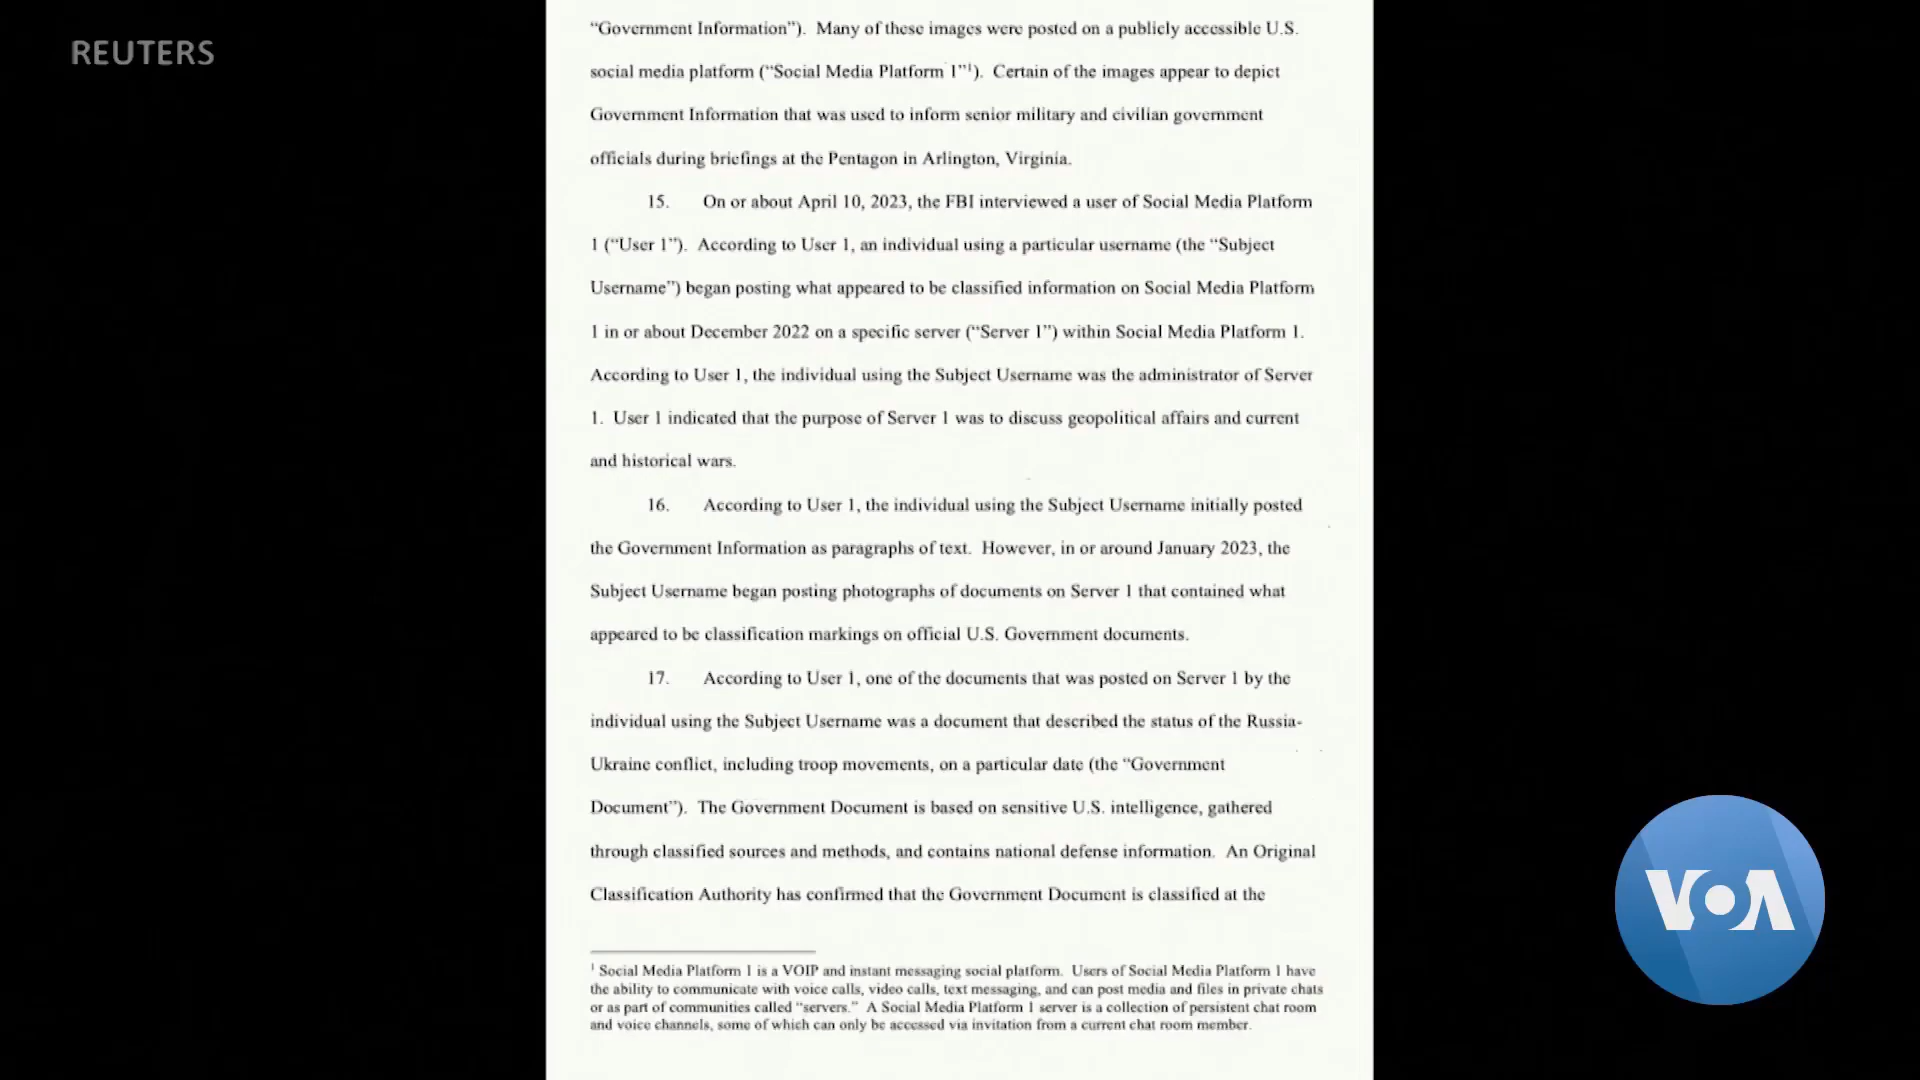 REUTERS
“Government Information”). Many of these images were posted on a publicly accessible U.S.
social media platform (“Social Media Platform 1”¹). Certain of the images appear to depict
Government Information that was used to inform senior military and civilian government
officials during briefings at the Pentagon in Arlington, Virginia.
15. On or about April 10, 2023, the FBI interviewed a user of Social Media Platform
1 (“User 1”). According to User 1, an individual using a particular username (the “Subject
Username”) began posting what appeared to be classified information on Social Media Platform
1 in or about December 2022 on a specific server (“Server 1”) within Social Media Platform 1.
According to User 1, the individual using the Subject Username was the administrator of Server
1. User 1 indicated that the purpose of Server 1 was to discuss geopolitical affairs and current
and historical wars.
16. According to User 1, the individual using the Subject Username initially posted
the Government Information as paragraphs of text. However, in or around January 2023, the
Subject Username began posting photographs of documents on Server 1 that contained what
appeared to be classification markings on official U.S. Government documents.
17. According to User 1, one of the documents that was posted on Server 1 by the
individual using the Subject Username was a document that described the status of the Russia-
Ukraine conflict, including troop movements, on a particular date (the “Government
Document”). The Government Document is based on sensitive U.S. intelligence, gathered
through classified sources and methods, and contains national defense information. An Original
Classification Authority has confirmed that the Government Document is classified at the
¹ Social Media Platform 1 is a VOIP and instant messaging social platform. Users of Social Media Platform 1 have
the ability to communicate with voice calls, video calls, text messaging, and can post media and files in private chats
or as part of communities called “servers.” A Social Media Platform 1 server is a collection of persistent chat room
and voice channels, some of which can only be accessed via invitation from a current chat room member.
VOA